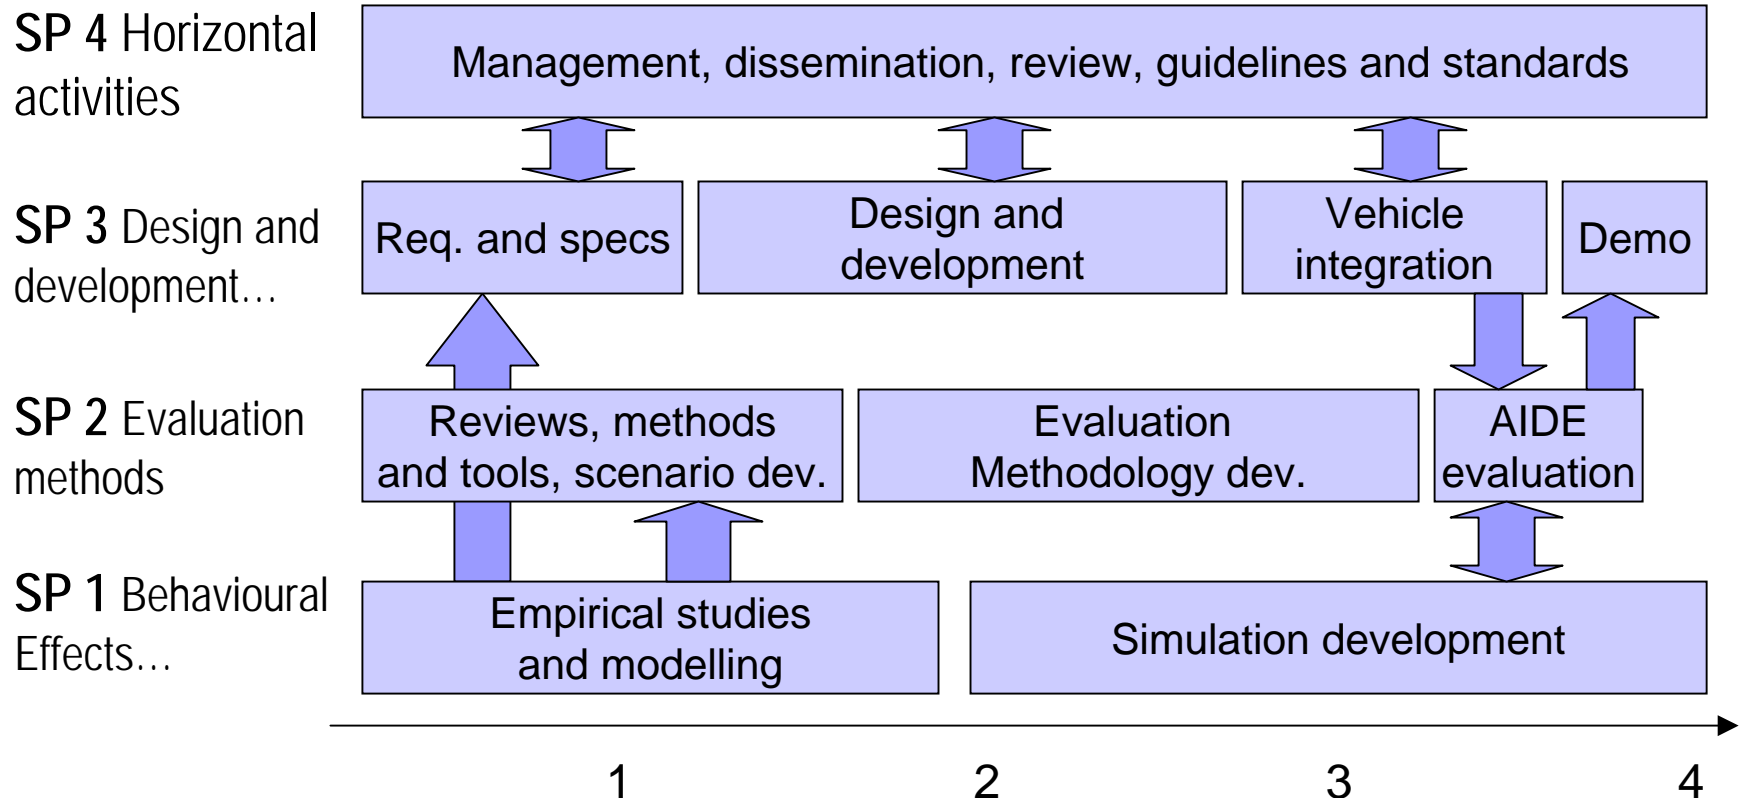 SP 4 Horizontal
activities
Management, dissemination, review, guidelines and standards
SP 3 Design and
development…
Req. and specs
Design and
development
Vehicle
integration
Demo
SP 2 Evaluation
methods
Reviews, methods
and tools, scenario dev.
Evaluation
Methodology dev.
AIDE
evaluation
SP 1 Behavioural
Effects…
Empirical studies
and modelling
Simulation development
1 2 3 4